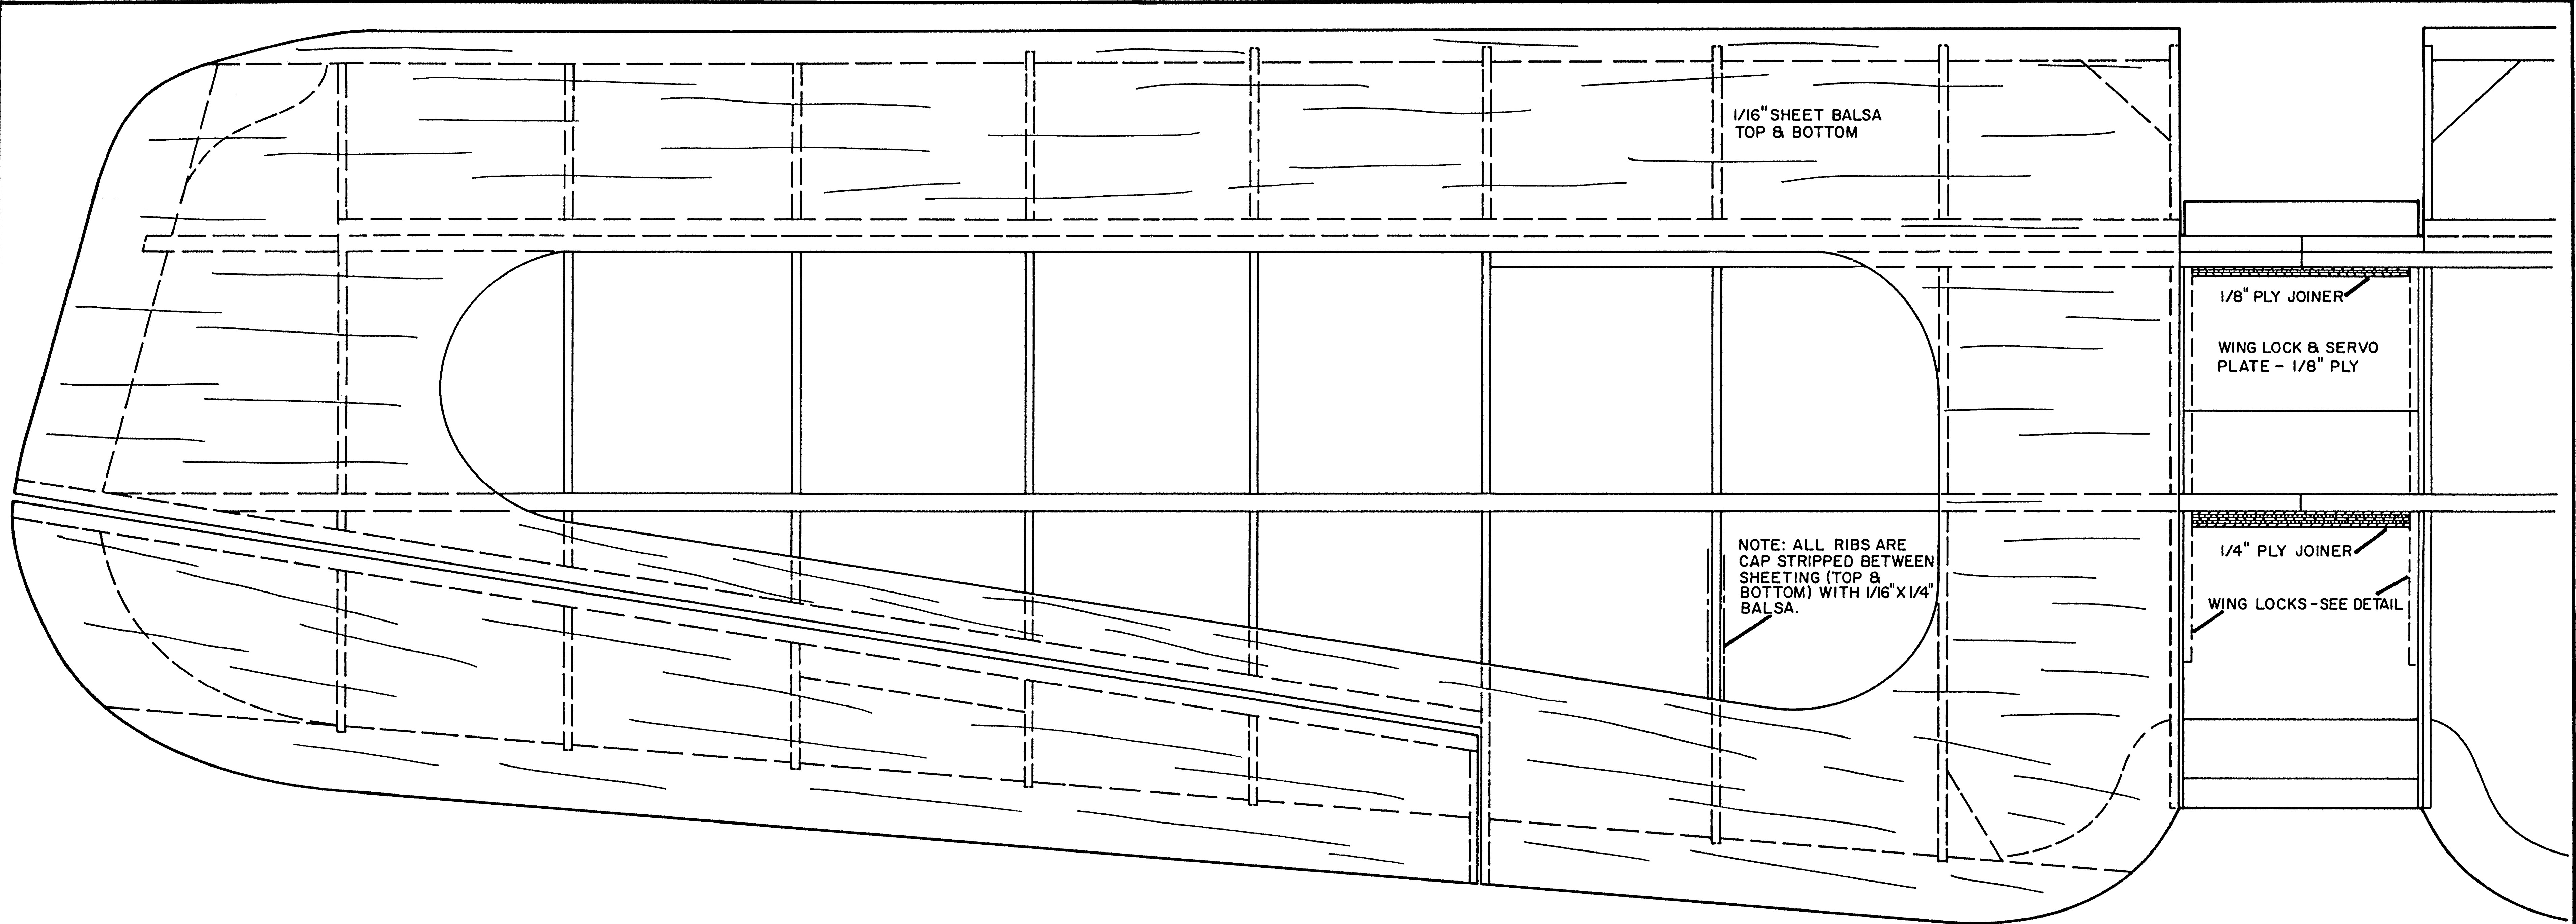 1/16" SHEET BALSA
TOP & BOTTOM
1/8" PLY JOINER
WING LOCK & SERVO
PLATE - 1/8" PLY
NOTE: ALL RIBS ARE
CAP STRIPPED BETWEEN
SHEETING (TOP &
BOTTOM) WITH 1/16"X1/4"
BALSA.
1/4" PLY JOINER
WING LOCKS-SEE DETAIL